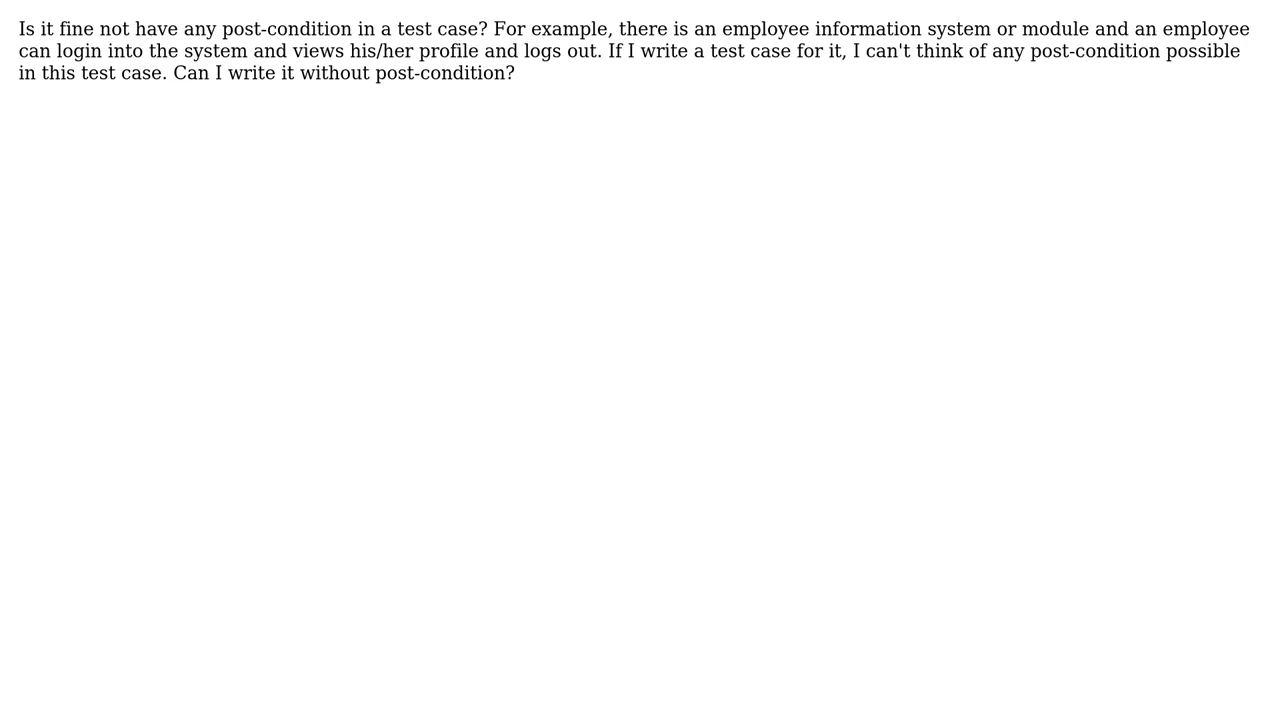 Is it fine not have any post-condition in a test case? For example, there is an employee information system or module and an employee
can login into the system and views his/her profile and logs out. If I write a test case for it, I can't think of any post-condition possible
in this test case. Can I write it without post-condition?